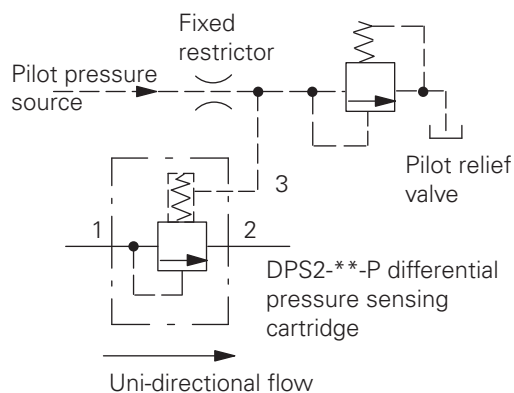 Fixed
restrictor
Pilot pressure
source
Pilot relief
valve
3
1
2
DPS2-**-P differential
pressure sensing
cartridge
Uni-directional flow